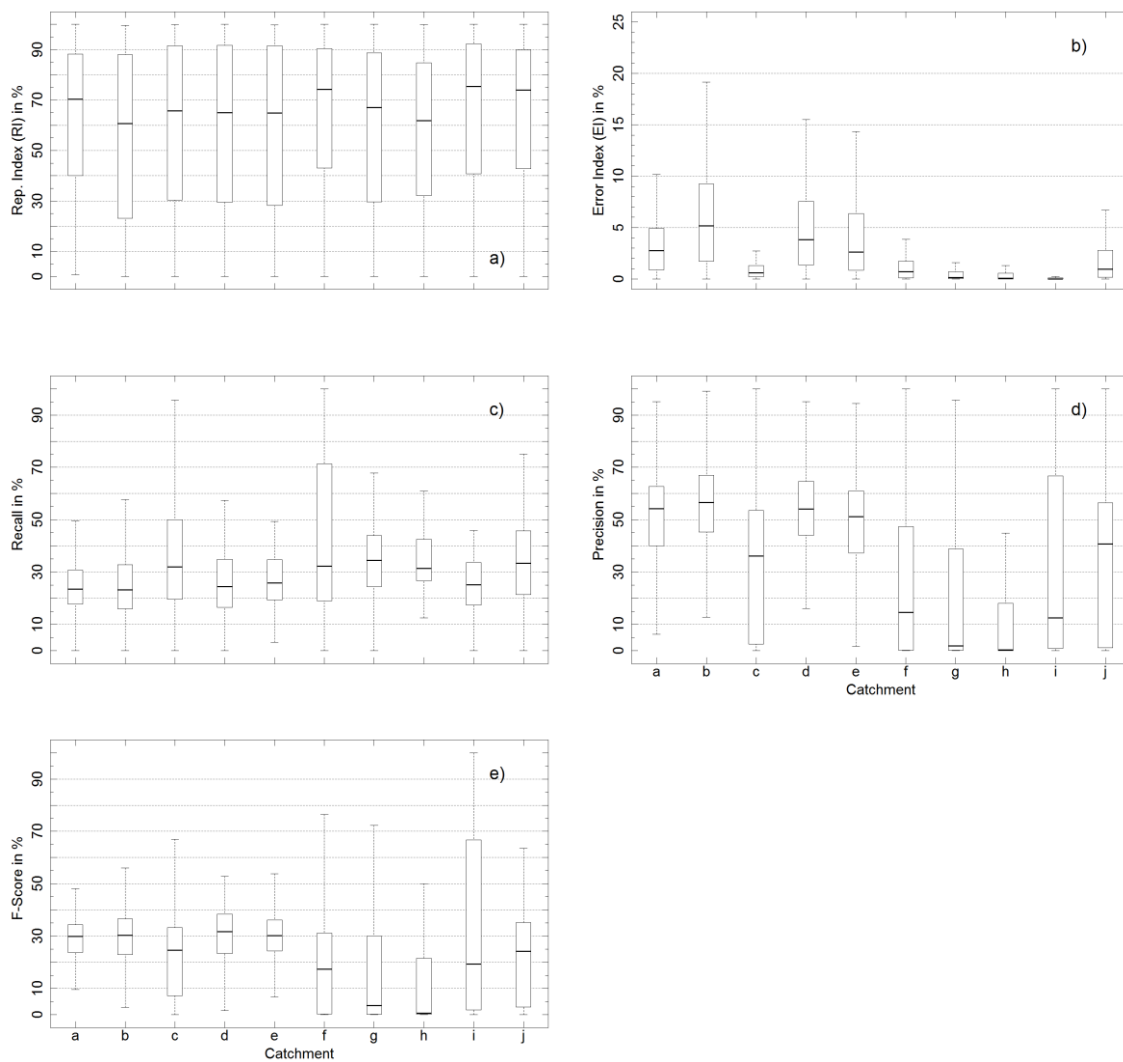 Rep. Index (RI) in %
90
70
50
30
10
0
a)
Error Index (EI) in %
25
20
15
10
5
0
b)
Recall in %
90
70
50
30
10
0
c)
Precision in %
90
70
50
30
10
0
d)
a b c d e f g h i j
Catchment
F-Score in %
90
70
50
30
10
0
e)
a b c d e f g h i j
Catchment